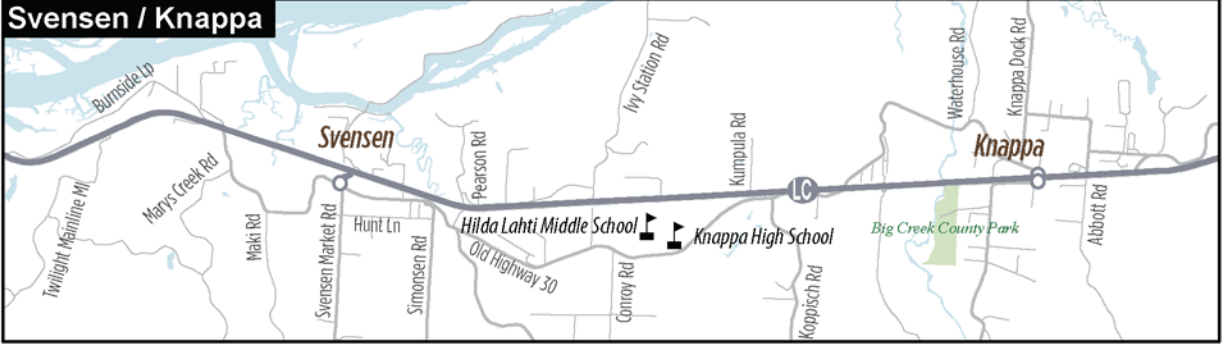 Svensen / Knappa
Burnside Lp
Ivy Station Rd
Waterhouse Rd
Knappa Dock Rd
Svensen
Pearson Rd
Kumpula Rd
Knappa
Twilight Mainline Ml
Marys Creek Rd
LC
Maki Rd
Svensen Market Rd
Hunt Ln
Simonsen Rd
Hilda Lahti Middle School
Knappa High School
Big Creek County Park
Abbott Rd
Old Highway 30
Conroy Rd
Koppisch Rd